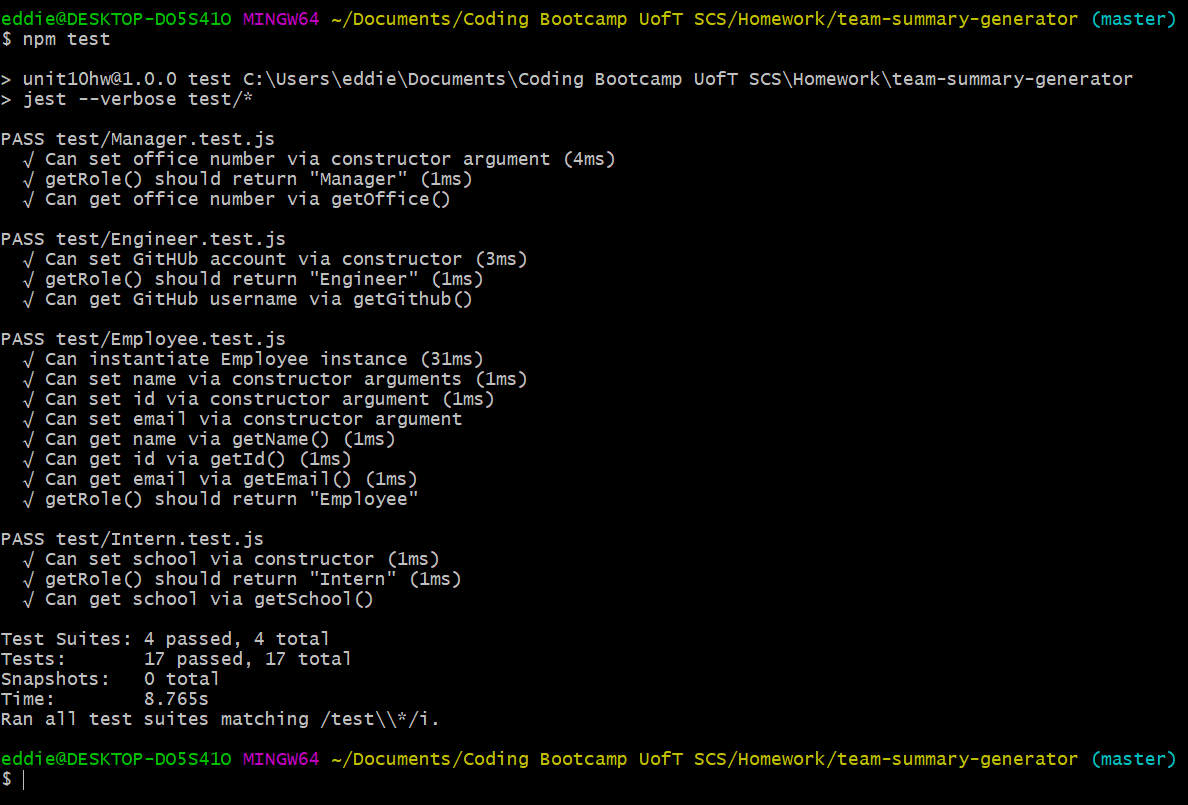 eddie@DESKTOP-DO5S41O MINGW64 ~/Documents/Coding Bootcamp UofT SCS/Homework/team-summary-generator (master)
$ npm test
> unit10hw@1.0.0 test C:\Users\eddie\Documents\Coding Bootcamp UofT SCS\Homework\team-summary-generator
> jest --verbose test/*
PASS test/Manager.test.js
√ Can set office number via constructor argument (4ms)
√ getRole() should return "Manager" (1ms)
√ Can get office number via getOffice()
PASS test/Engineer.test.js
√ Can set GitHUb account via constructor (3ms)
√ getRole() should return "Engineer" (1ms)
√ Can get GitHub username via getGithub()
PASS test/Employee.test.js
√ Can instantiate Employee instance (31ms)
√ Can set name via constructor arguments (1ms)
√ Can set id via constructor argument (1ms)
√ Can set email via constructor argument
√ Can get name via getName() (1ms)
√ Can get id via getId() (1ms)
√ Can get email via getEmail() (1ms)
√ getRole() should return "Employee"
PASS test/Intern.test.js
√ Can set school via constructor (1ms)
√ getRole() should return "Intern" (1ms)
√ Can get school via getSchool()
Test Suites: 4 passed, 4 total
Tests:       17 passed, 17 total
Snapshots:   0 total
Time:        8.765s
Ran all test suites matching /test\\*/i.
eddie@DESKTOP-DO5S41O MINGW64 ~/Documents/Coding Bootcamp UofT SCS/Homework/team-summary-generator (master)
$